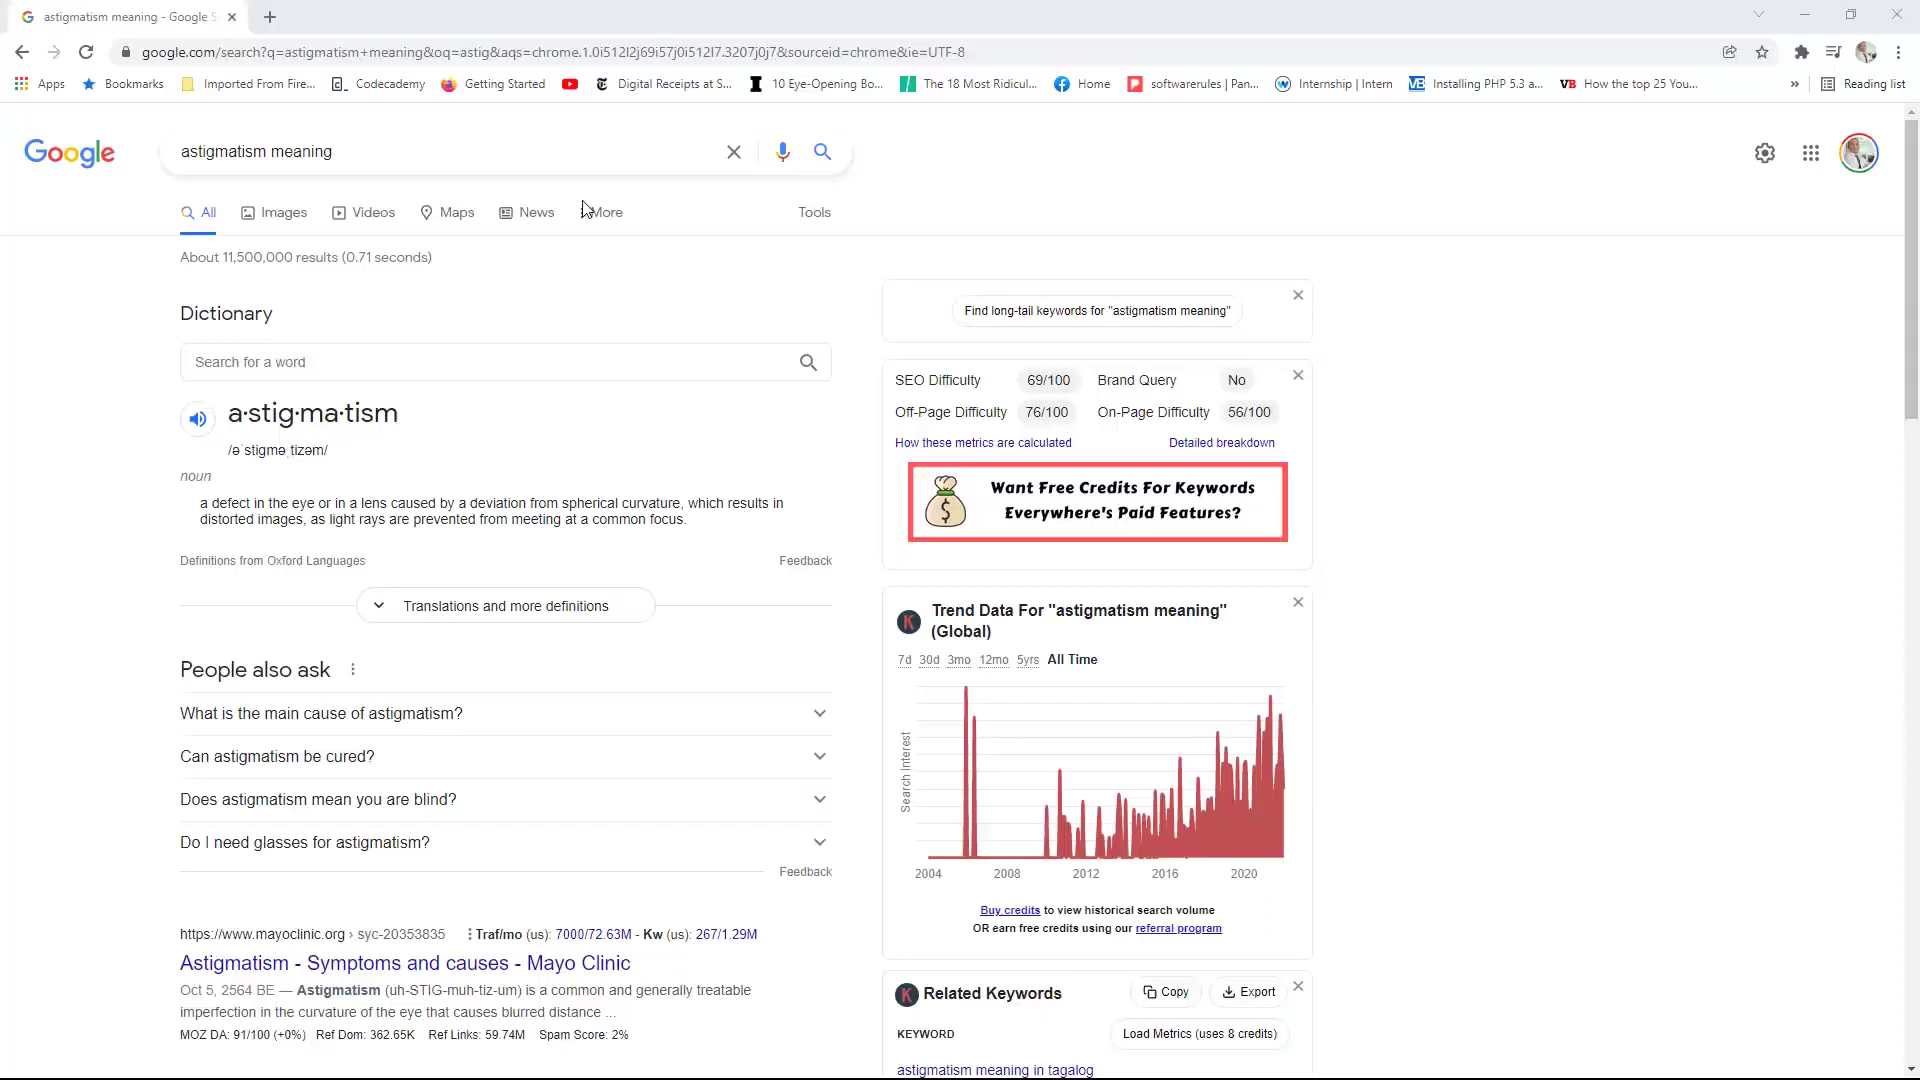 astigmatism meaning - Google S
google.com/search?q=astigmatism+meaning&oq=astig&aqs=chrome.1.0i512l2j69i57j0i512l7.3207j0j7&sourceid=chrome&ie=UTF-8
Apps Bookmarks Imported From Fire... Codecademy Getting Started Digital Receipts at S... 10 Eye-Opening Bo... The 18 Most Ridicul... Home softwarerules | Pan... Internship | Intern Installing PHP 5.3 a... VB How the top 25 You... » Reading list
Google
astigmatism meaning
All Images Videos Maps News More Tools
About 11,500,000 results (0.71 seconds)
Dictionary
Search for a word
a·stig·ma·tism
/əˈstiɡməˌtizəm/
noun
a defect in the eye or in a lens caused by a deviation from spherical curvature, which results in
distorted images, as light rays are prevented from meeting at a common focus.
Definitions from Oxford Languages Feedback
Translations and more definitions
People also ask
What is the main cause of astigmatism?
Can astigmatism be cured?
Does astigmatism mean you are blind?
Do I need glasses for astigmatism?
Feedback
https://www.mayoclinic.org › syc-20353835 Traf/mo (us): 7000/72.63M - Kw (us): 267/1.29M
Astigmatism - Symptoms and causes - Mayo Clinic
Oct 5, 2564 BE — Astigmatism (uh-STIG-muh-tiz-um) is a common and generally treatable
imperfection in the curvature of the eye that causes blurred distance ...
MOZ DA: 91/100 (+0%) Ref Dom: 362.65K Ref Links: 59.74M Spam Score: 2%
Find long-tail keywords for "astigmatism meaning"
SEO Difficulty 69/100 Brand Query No
Off-Page Difficulty 76/100 On-Page Difficulty 56/100
How these metrics are calculated Detailed breakdown
Want Free Credits For Keywords
Everywhere's Paid Features?
K
Trend Data For "astigmatism meaning"
(Global)
7d 30d 3mo 12mo 5yrs All Time
Search Interest
2004 2008 2012 2016 2020
Buy credits to view historical search volume
OR earn free credits using our referral program
K Related Keywords Copy Export
KEYWORD Load Metrics (uses 8 credits)
astigmatism meaning in tagalog